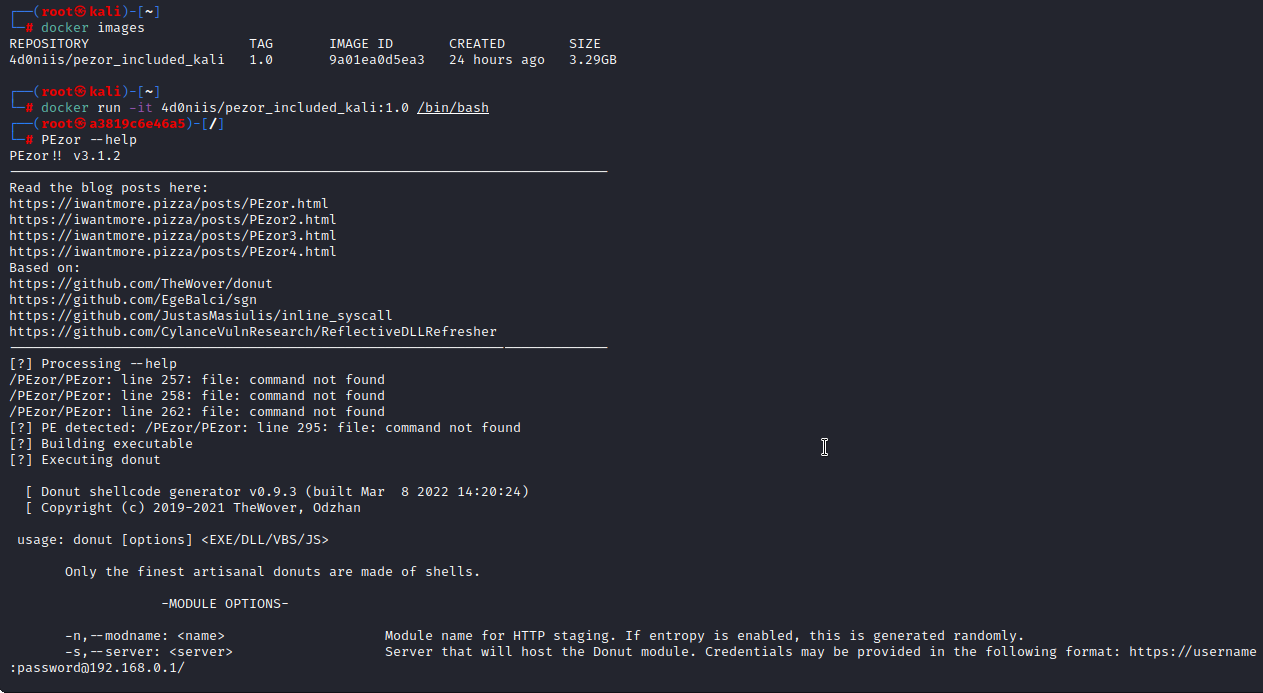 ┌──(root㉿kali)-[~]
└─# docker images
REPOSITORY                    TAG       IMAGE ID       CREATED        SIZE
4d0niis/pezor_included_kali   1.0       9a01ea0d5ea3   24 hours ago   3.29GB
┌──(root㉿kali)-[~]
└─# docker run -it 4d0niis/pezor_included_kali:1.0 /bin/bash
┌──(root㉿a3819c6e46a5)-[/]
└─# PEzor --help
PEzor!! v3.1.2
Read the blog posts here:
https://iwantmore.pizza/posts/PEzor.html
https://iwantmore.pizza/posts/PEzor2.html
https://iwantmore.pizza/posts/PEzor3.html
https://iwantmore.pizza/posts/PEzor4.html
Based on:
https://github.com/TheWover/donut
https://github.com/EgeBalci/sgn
https://github.com/JustasMasiulis/inline_syscall
https://github.com/CylanceVulnResearch/ReflectiveDLLRefresher
[?] Processing --help
/PEzor/PEzor: line 257: file: command not found
/PEzor/PEzor: line 258: file: command not found
/PEzor/PEzor: line 262: file: command not found
[?] PE detected: /PEzor/PEzor: line 295: file: command not found
[?] Building executable
[?] Executing donut
[ Donut shellcode generator v0.9.3 (built Mar  8 2022 14:20:24)
[ Copyright (c) 2019-2021 TheWover, Odzhan
usage: donut [options] <EXE/DLL/VBS/JS>
Only the finest artisanal donuts are made of shells.
-MODULE OPTIONS-
-n,--modname: <name>                    Module name for HTTP staging. If entropy is enabled, this is generated randomly.
-s,--server: <server>                   Server that will host the Donut module. Credentials may be provided in the following format: https://username
:password@192.168.0.1/